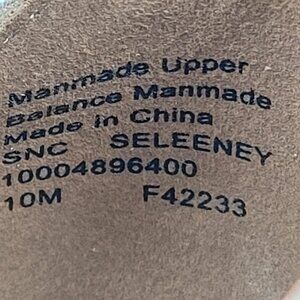 Manmade Upper
Balance Manmade
Made in China
SNC SELEENEY
10004896400
10M F42233